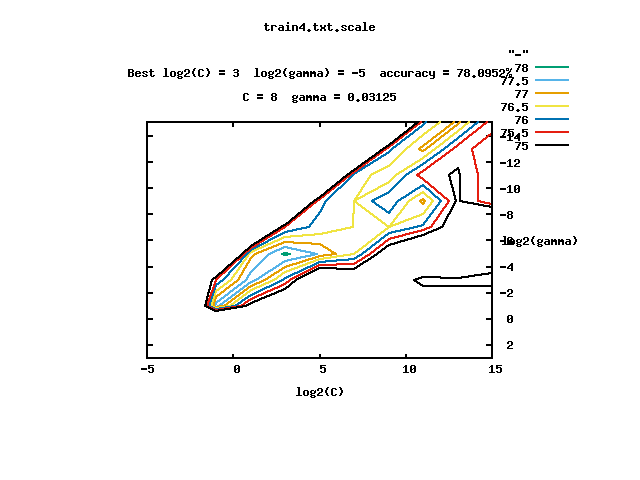 train4.txt.scale
"-"
Best log2(C) = 3 log2(gamma) = -5 accuracy = 78.0952%
78
77.5
77
C = 8 gamma = 0.03125
76.5
76
75.5
75
-14
-12
-10
-8
-6
log2(gamma)
-4
-2
0
2
-5 0 5 10 15
log2(C)